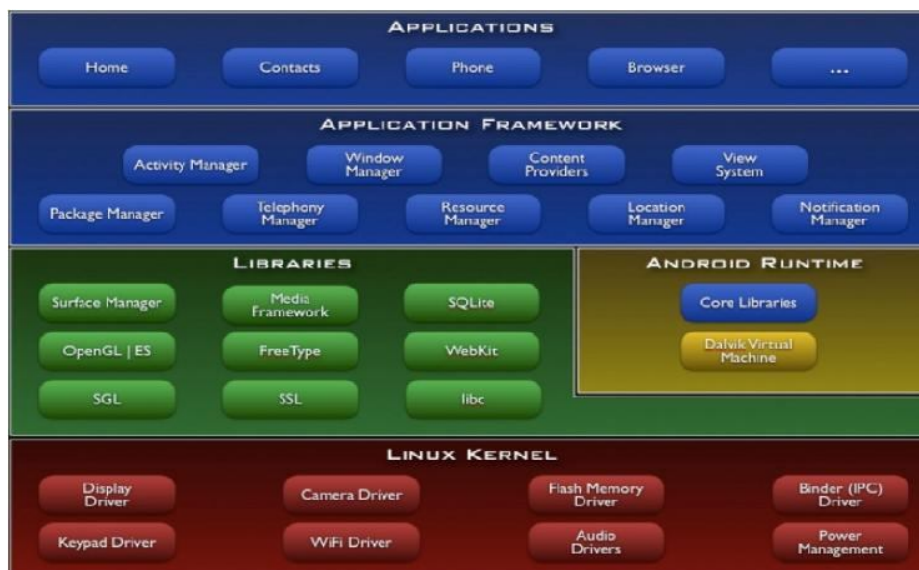 APPLICATIONS
Home
Contacts
Phone
Browser
...
APPLICATION FRAMEWORK
Activity Manager
Window
Manager
Content
Providers
View
System
Package Manager
Telephony
Manager
Resource
Manager
Location
Manager
Notification
Manager
LIBRARIES
Surface Manager
Media
Framework
SQLite
OpenGL | ES
FreeType
WebKit
SGL
SSL
libc
ANDROID RUNTIME
Core Libraries
Dalvik Virtual
Machine
LINUX KERNEL
Display
Driver
Camera Driver
Flash Memory
Driver
Binder (IPC)
Driver
Keypad Driver
WiFi Driver
Audio
Drivers
Power
Management